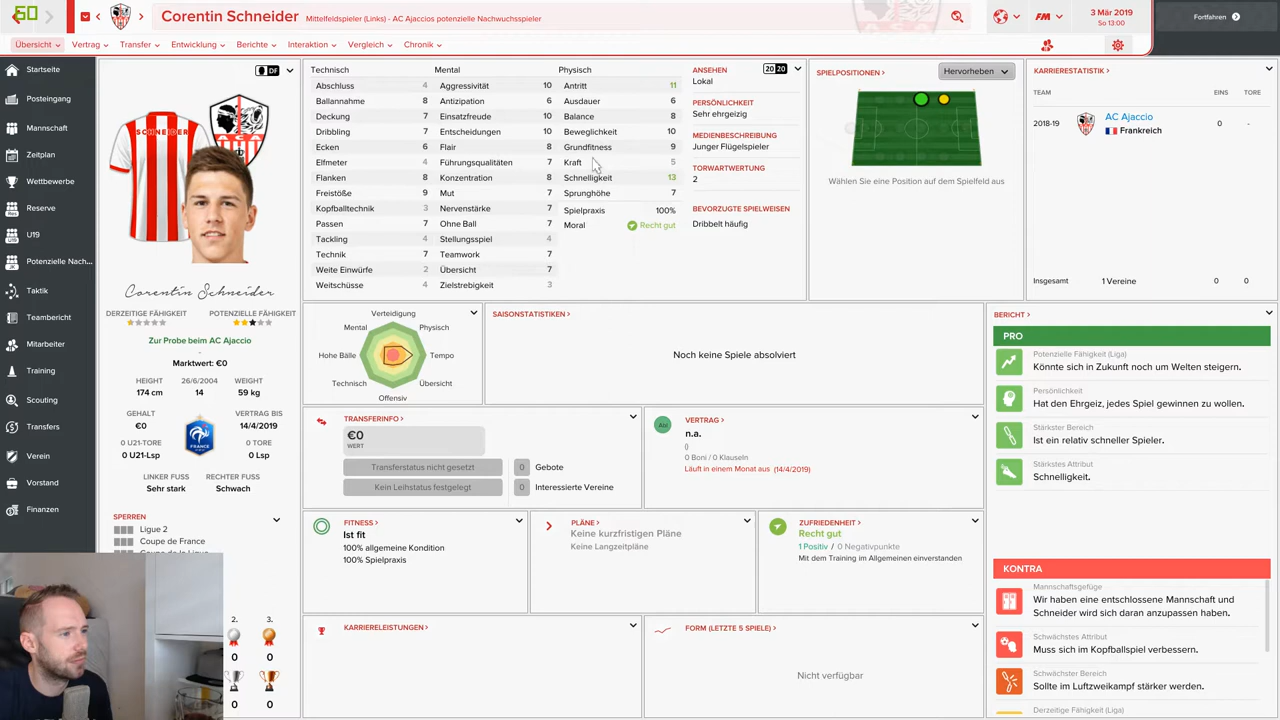 60
Corentin Schneider
Mittelfeldspieler (Links) - AC Ajaccios potenzielle Nachwuchsspieler
FM
3 Mär 2019
So 13:00
Fortfahren
Übersicht
Vertrag
Transfer
Entwicklung
Berichte
Interaktion
Vergleich
Chronik
Startseite
Posteingang
Mannschaft
Zeitplan
Wettbewerbe
Reserve
U19
Potenzielle Nach...
Taktik
Teambericht
Mitarbeiter
Training
Scouting
Transfers
Verein
Vorstand
Finanzen
DF
SCHNEIDER
Corentin Schneider
DERZEITIGE FÄHIGKEIT
POTENZIELLE FÄHIGKEIT
Zur Probe beim AC Ajaccio
-
Marktwert: €0
HEIGHT
174 cm
26/6/2004
14
WEIGHT
59 kg
GEHALT
€0
VERTRAG BIS
14/4/2019
0 U21-TORE
0 U21-Lsp
0 TORE
0 Lsp
LINKER FUSS
Sehr stark
RECHTER FUSS
Schwach
SPERREN
Ligue 2
Coupe de France
2.
3.
0
0
0
0
Technisch
Abschluss 4
Ballannahme 8
Deckung 7
Dribbling 7
Ecken 6
Elfmeter 4
Flanken 8
Freistöße 9
Kopfballtechnik 3
Passen 7
Tackling 4
Technik 7
Weite Einwürfe 2
Weitschüsse 4
Mental
Aggressivität 10
Antizipation 6
Einsatzfreude 10
Entscheidungen 10
Flair 8
Führungsqualitäten 7
Konzentration 8
Mut 7
Nervenstärke 7
Ohne Ball 7
Stellungsspiel 4
Teamwork 7
Übersicht 7
Zielstrebigkeit 3
Physisch
Antritt 11
Ausdauer 6
Balance 8
Beweglichkeit 10
Grundfitness 9
Kraft 5
Schnelligkeit 13
Sprunghöhe 7
Spielpraxis 100%
Moral Recht gut
ANSEHEN
20 20
Lokal
PERSÖNLICHKEIT
Sehr ehrgeizig
MEDIENBESCHREIBUNG
Junger Flügelspieler
TORWARTWERTUNG
2
BEVORZUGTE SPIELWEISEN
Dribbelt häufig
SPIELPOSITIONEN
Hervorheben
Wählen Sie eine Position auf dem Spielfeld aus
KARRIERESTATISTIK
TEAM EINS TORE
2018-19 AC Ajaccio 0 -
Frankreich
Insgesamt 1 Vereine 0 0
Verteidigung
Mental
Physisch
Hohe Bälle
Tempo
Technisch
Übersicht
Offensiv
SAISONSTATISTIKEN
Noch keine Spiele absolviert
BERICHT
PRO
Potenzielle Fähigkeit (Liga)
Könnte sich in Zukunft noch um Welten steigern.
Persönlichkeit
Hat den Ehrgeiz, jedes Spiel gewinnen zu wollen.
Stärkster Bereich
Ist ein relativ schneller Spieler.
Stärkstes Attribut
Schnelligkeit.
KONTRA
Mannschaftsgefüge
Wir haben eine entschlossene Mannschaft und
Schneider wird sich daran anzupassen haben.
Schwächstes Attribut
Muss sich im Kopfballspiel verbessern.
Schwächster Bereich
Sollte im Luftzweikampf stärker werden.
Derzeitige Fähigkeit (Liga)
TRANSFERINFO
€0
WERT
Transferstatus nicht gesetzt
Kein Leihstatus festgelegt
0 Gebote
0 Interessierte Vereine
Abl
VERTRAG
n.a.
()
0 Boni / 0 Klauseln
Läuft in einem Monat aus (14/4/2019)
FITNESS
Ist fit
100% allgemeine Kondition
100% Spielpraxis
PLÄNE
Keine kurzfristigen Pläne
Keine Langzeitpläne
ZUFRIEDENHEIT
Recht gut
1 Positiv / 0 Negativpunkte
Mit dem Training im Allgemeinen einverstanden
KARRIERELEISTUNGEN
FORM (LETZTE 5 SPIELE)
Nicht verfügbar